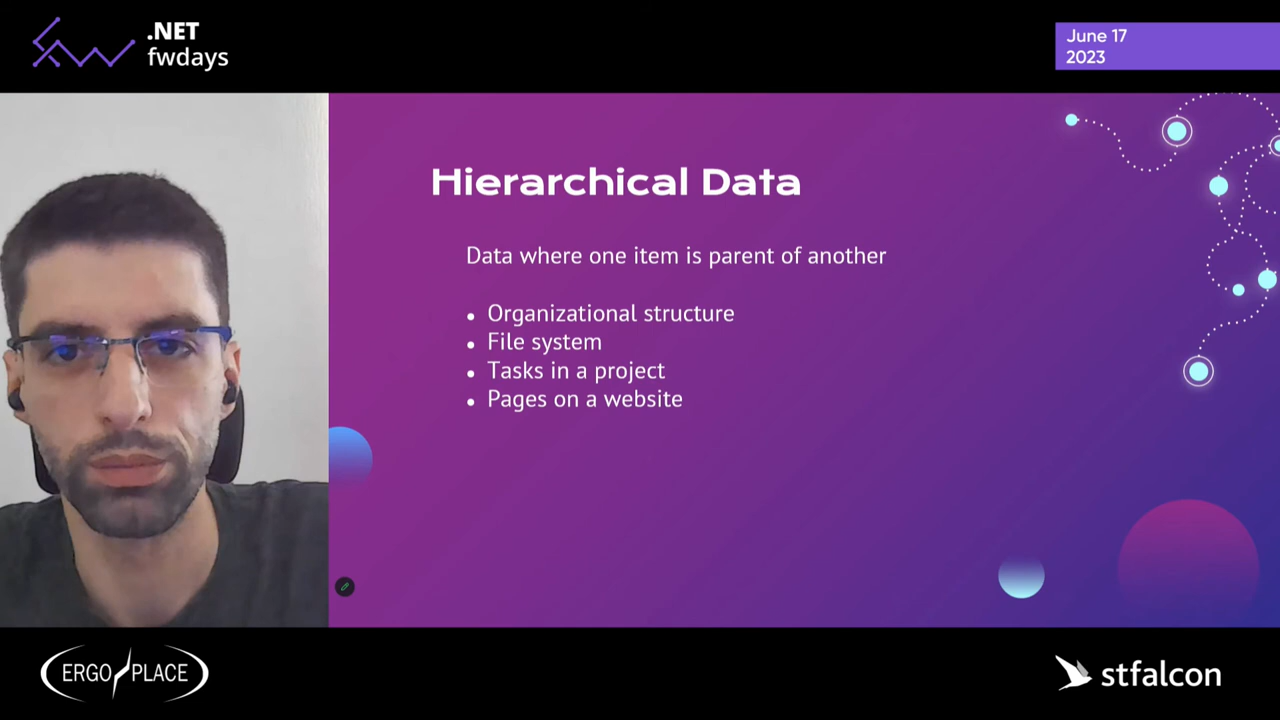 .NET
fwdays
June 17
2023
Hierarchical Data
Data where one item is parent of another
• Organizational structure
• File system
• Tasks in a project
• Pages on a website
ERGO PLACE
stfalcon